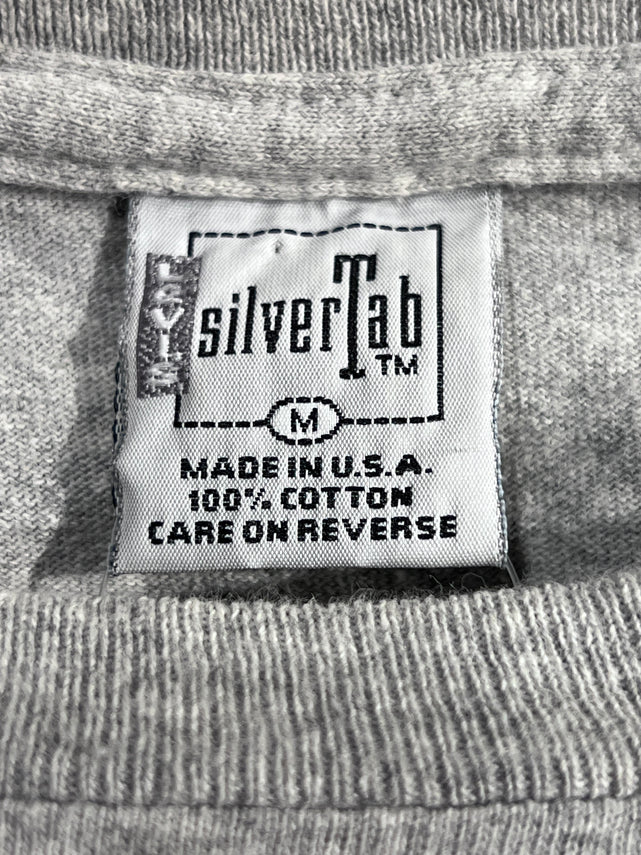 LEVI'S
silverTab
TM
M
MADE IN U.S.A.
100% COTTON
CARE ON REVERSE